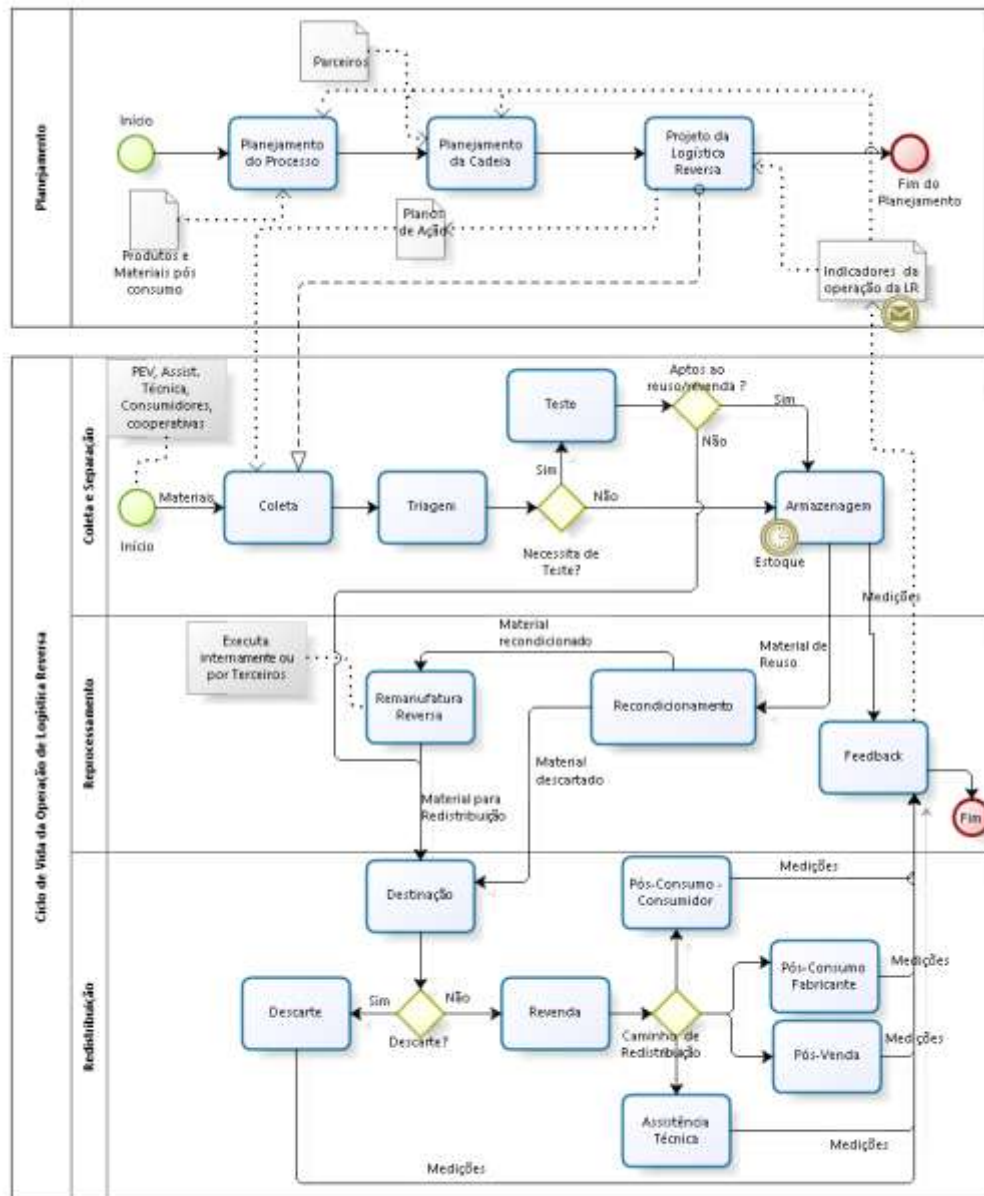 Planejamento
Parceiros
Início
Planejamento
do Processo
Planejamento
da Cadeia
Projeto da
Logística
Reversa
Fim do
Planejamento
Produtos e
Materiais pós
consumo
Planos
de Ação
Indicadores da
operação da LR
Ciclo de Vida da Operação de Logística Reversa
Coleta e Separação
PEV, Assist.
Técnica,
Consumidores,
cooperativas
Início
Materiais
Coleta
Triagem
Teste
Sim
Não
Necessita de
Teste?
Aptos ao
reuso/revenda ?
Sim
Não
Armazenagem
Estoque
Medições
Reprocessamento
Executa
internamente ou
por Terceiros
Material
recondicionado
Material de
Reuso
Remanufatura
Reversa
Recondicionamento
Feedback
Material
descartado
Material para
Redistribuição
Fim
Redistribuição
Destinação
Pós-Consumo -
Consumidor
Medições
Descarte
Sim
Não
Descarte?
Revenda
Caminho de
Redistribuição
Pós-Consumo
Fabricante
Medições
Pós-Venda
Medições
Assistência
Técnica
Medições
Medições